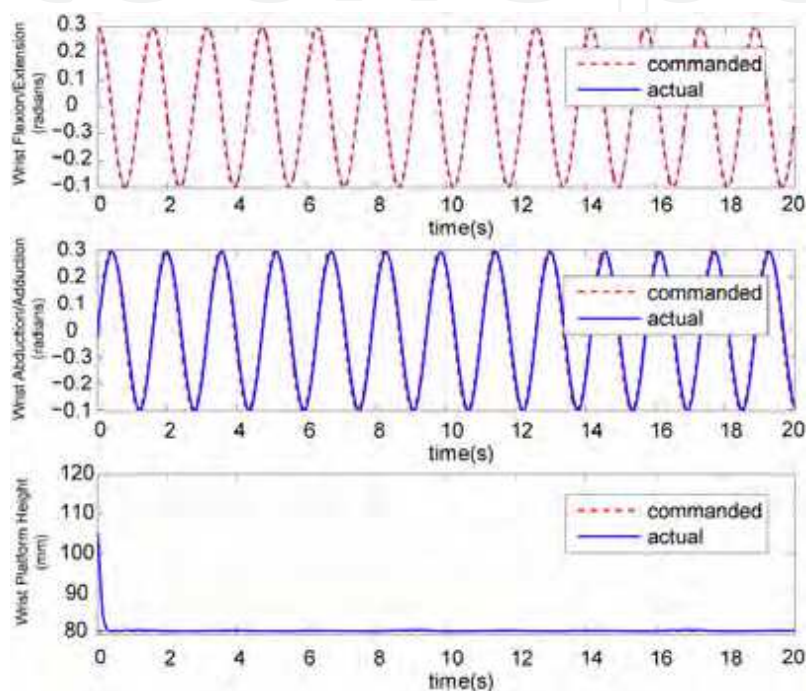 Wrist Flexion/Extension
(radians)
0.3
0.2
0.1
0
−0.3
−0.2
−0.1
commanded
actual
0 2 4 6 8 10 12 14 16 18 20
time(s)
Wrist Abduction/Adduction
(radians)
0.3
0.2
0.1
0
−0.3
−0.2
−0.1
commanded
actual
0 2 4 6 8 10 12 14 16 18 20
time(s)
Wrist Platform Height
(mm)
120
110
100
90
80
commanded
actual
0 2 4 6 8 10 12 14 16 18 20
time(s)